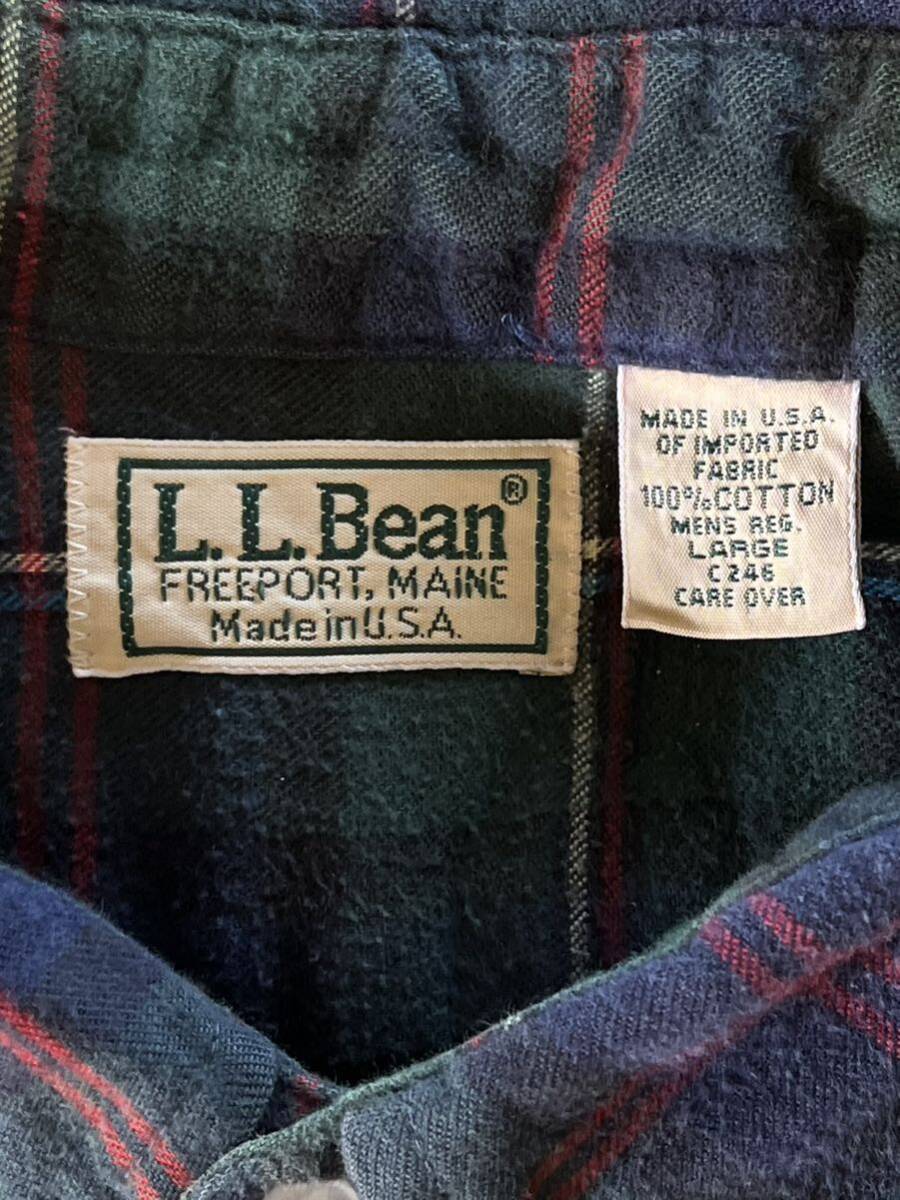 L.L.Bean®
FREEPORT, MAINE
Made in U.S.A.
MADE IN U.S.A.
OF IMPORTED
FABRIC
100% COTTON
MENS REG.
LARGE
C246
CARE OVER